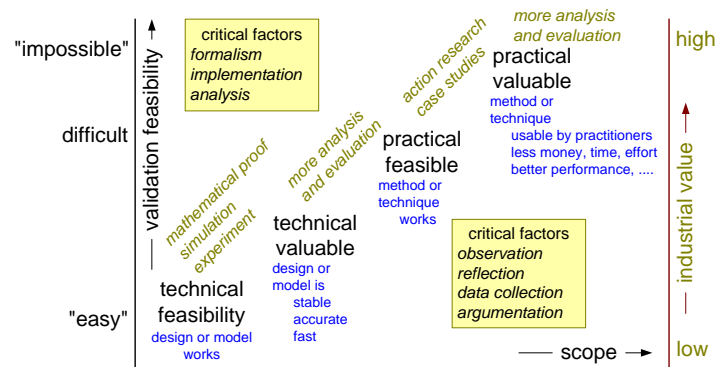 "impossible"
difficult
"easy"
validation feasibility
critical factors
formalism
implementation
analysis
mathematical proof
simulation
experiment
technical
feasibility
design or model
works
more analysis
and evaluation
technical
valuable
design or
model is
stable
accurate
fast
action research
case studies
practical
feasible
method or
technique
works
more analysis
and evaluation
practical
valuable
method or
technique
usable by practitioners
less money, time, effort
better performance, ....
critical factors
observation
reflection
data collection
argumentation
scope
high
industrial value
low